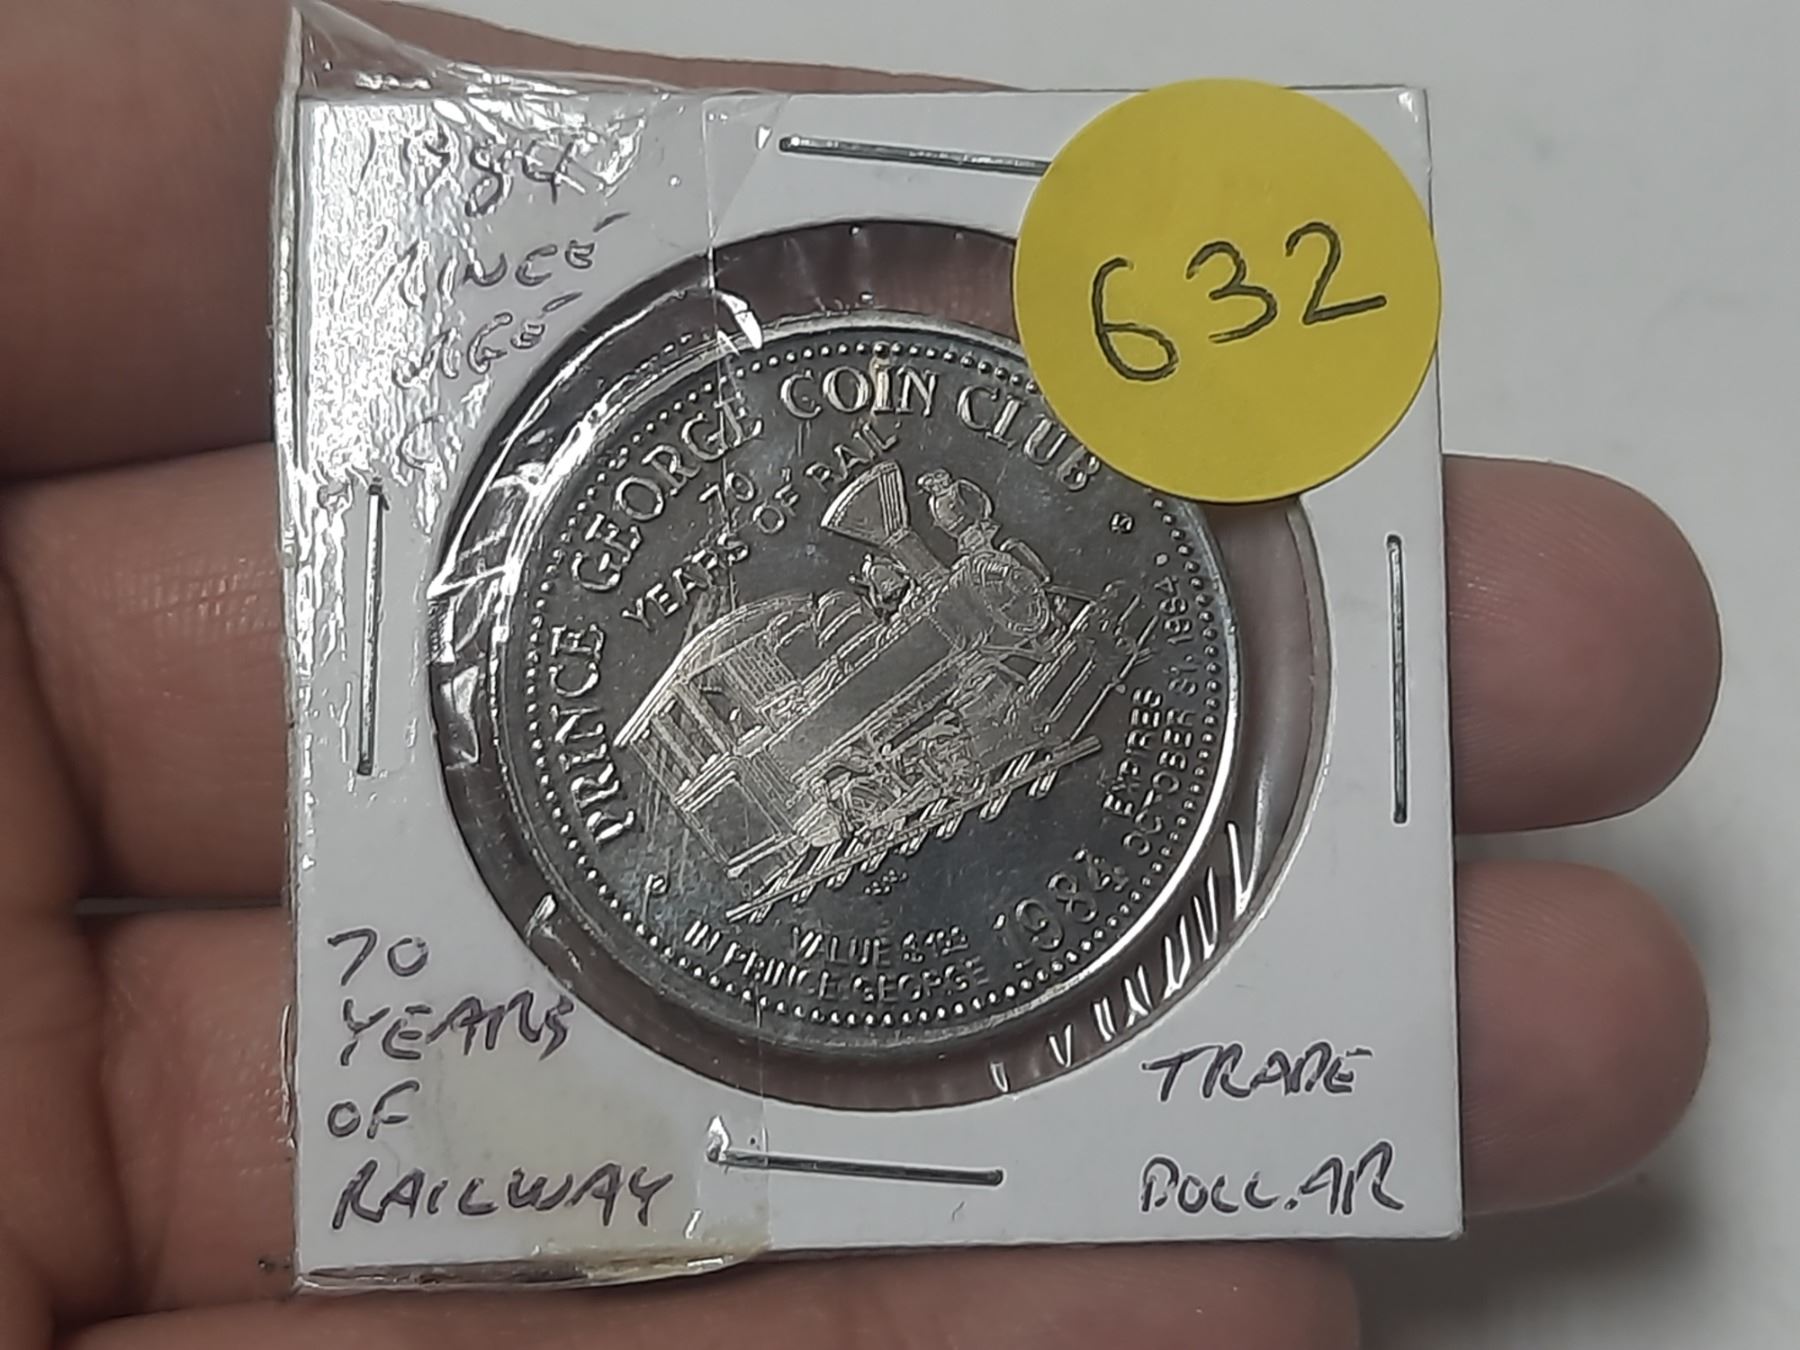 1984
632
PRINCE GEORGE COIN CLUB
70
YEARS OF RAIL
EXPIRES
OCTOBER 31, 1984
1984
VALUE $1.00
IN PRINCE GEORGE
70
YEARS
OF
RAILWAY
TRADE
DOLLAR